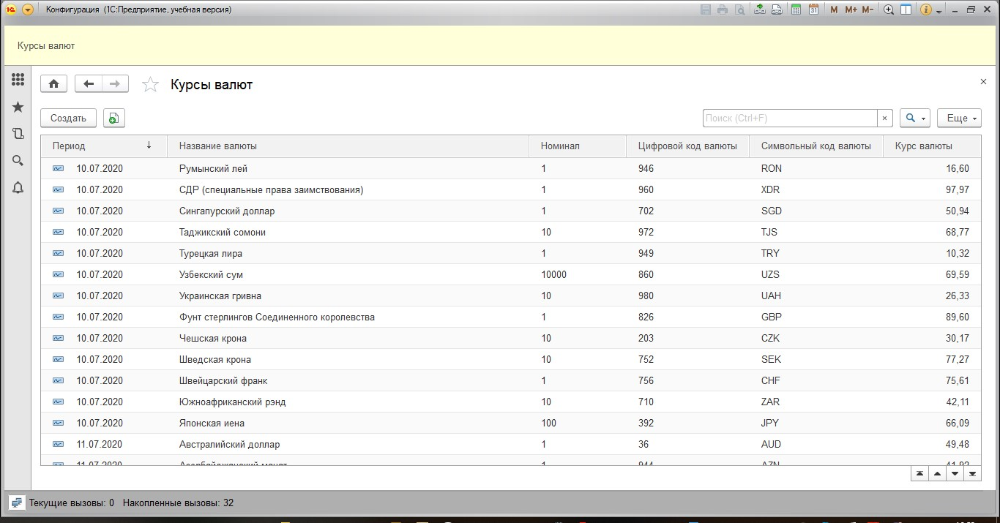 Конфигурация (1С:Предприятие, учебная версия)
31 M M+ M-
Курсы валют
Курсы валют
Создать
Поиск (Ctrl+F)
Еще
Период Название валюты Номинал Цифровой код валюты Символьный код валюты Курс валюты
10.07.2020 Румынский лей 1 946 RON 16,60
10.07.2020 СДР (специальные права заимствования) 1 960 XDR 97,97
10.07.2020 Сингапурский доллар 1 702 SGD 50,94
10.07.2020 Таджикский сомони 10 972 TJS 68,77
10.07.2020 Турецкая лира 1 949 TRY 10,32
10.07.2020 Узбекский сум 10000 860 UZS 69,59
10.07.2020 Украинская гривна 10 980 UAH 26,33
10.07.2020 Фунт стерлингов Соединенного королевства 1 826 GBP 89,60
10.07.2020 Чешская крона 10 203 CZK 30,17
10.07.2020 Шведская крона 10 752 SEK 77,27
10.07.2020 Швейцарский франк 1 756 CHF 75,61
10.07.2020 Южноафриканский рэнд 10 710 ZAR 42,11
10.07.2020 Японская иена 100 392 JPY 66,09
11.07.2020 Австралийский доллар 1 36 AUD 49,48
11.07.2020 Азербайджанский манат 1 944 AZN 41,92
Текущие вызовы: 0 Накопленные вызовы: 32